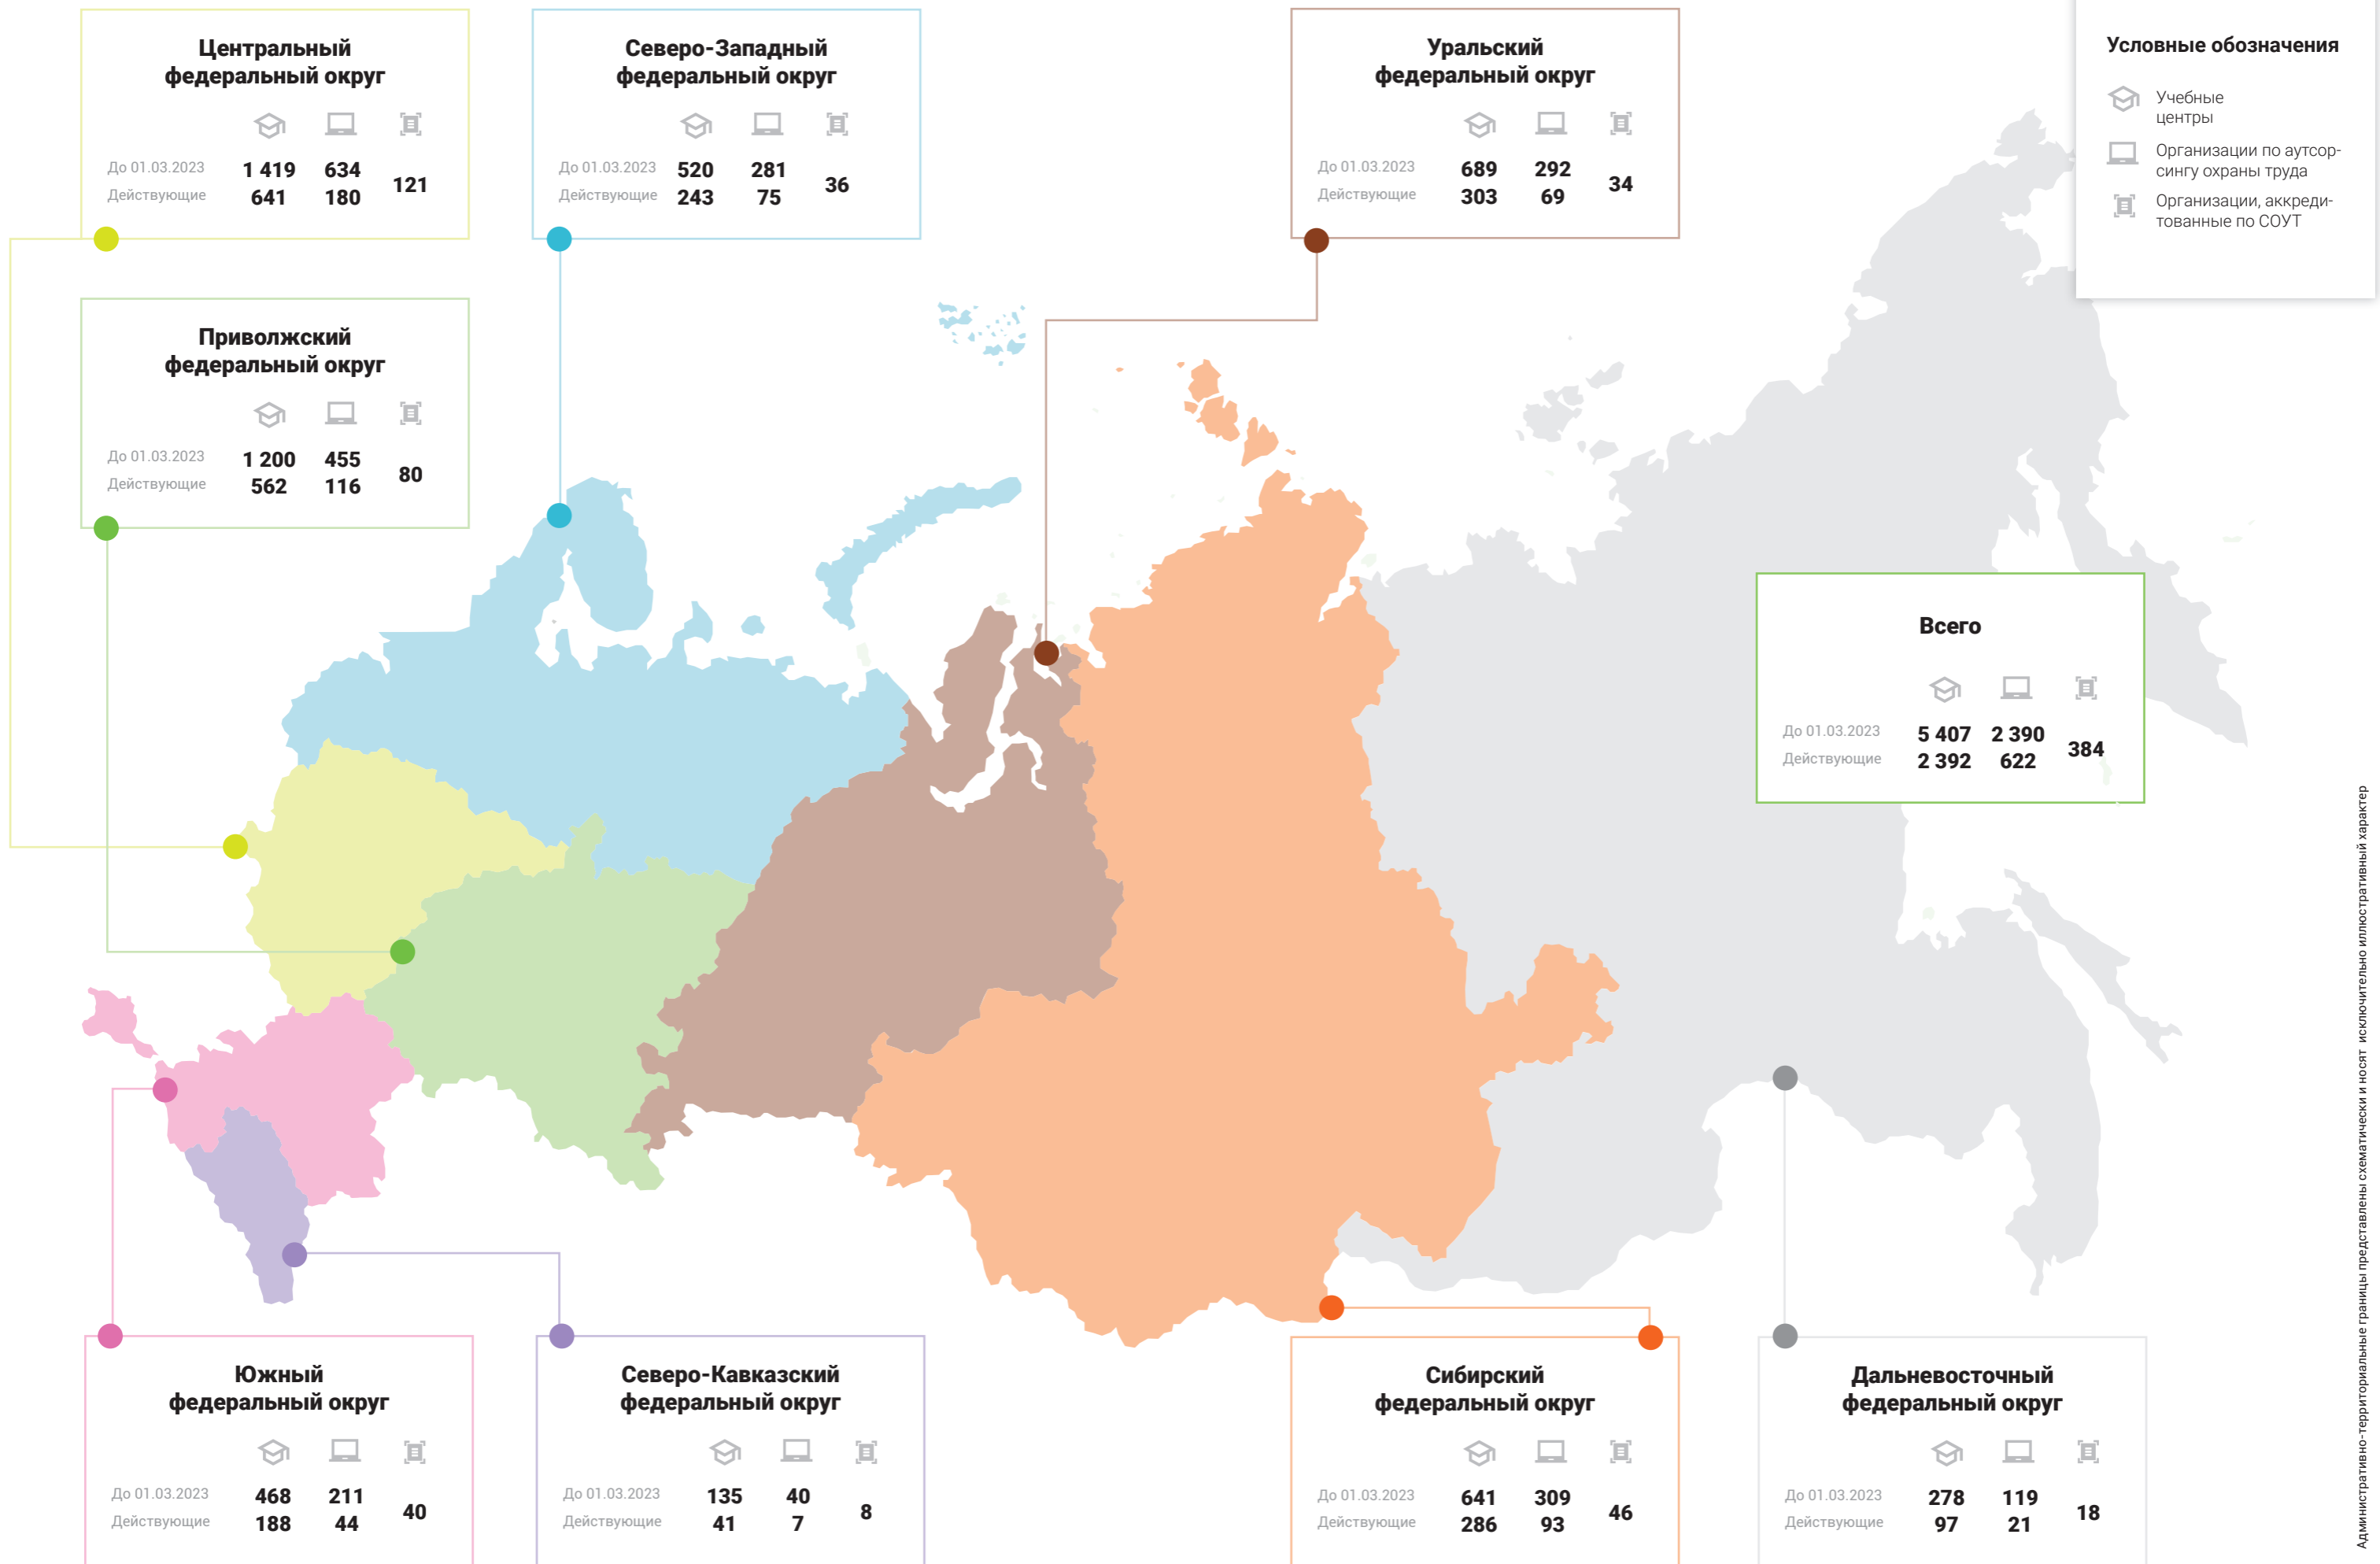 Центральный
федеральный округ
До 01.03.2023 1 419 634
Действующие 641 180
121
Северо-Западный
федеральный округ
До 01.03.2023 520 281
Действующие 243 75
36
Уральский
федеральный округ
До 01.03.2023 689 292
Действующие 303 69
34
Условные обозначения
Учебные
центры
Организации по аутсор-
сингу охраны труда
Организации, аккреди-
тованные по СОУТ
Приволжский
федеральный округ
До 01.03.2023 1 200 455
Действующие 562 116
80
Всего
До 01.03.2023 5 407 2 390
Действующие 2 392 622
384
Южный
федеральный округ
До 01.03.2023 468 211
Действующие 188 44
40
Северо-Кавказский
федеральный округ
До 01.03.2023 135 40
Действующие 41 7
8
Сибирский
федеральный округ
До 01.03.2023 641 309
Действующие 286 93
46
Дальневосточный
федеральный округ
До 01.03.2023 278 119
Действующие 97 21
18
Административно-территориальные границы представлены схематически и носят исключительно иллюстративный характер